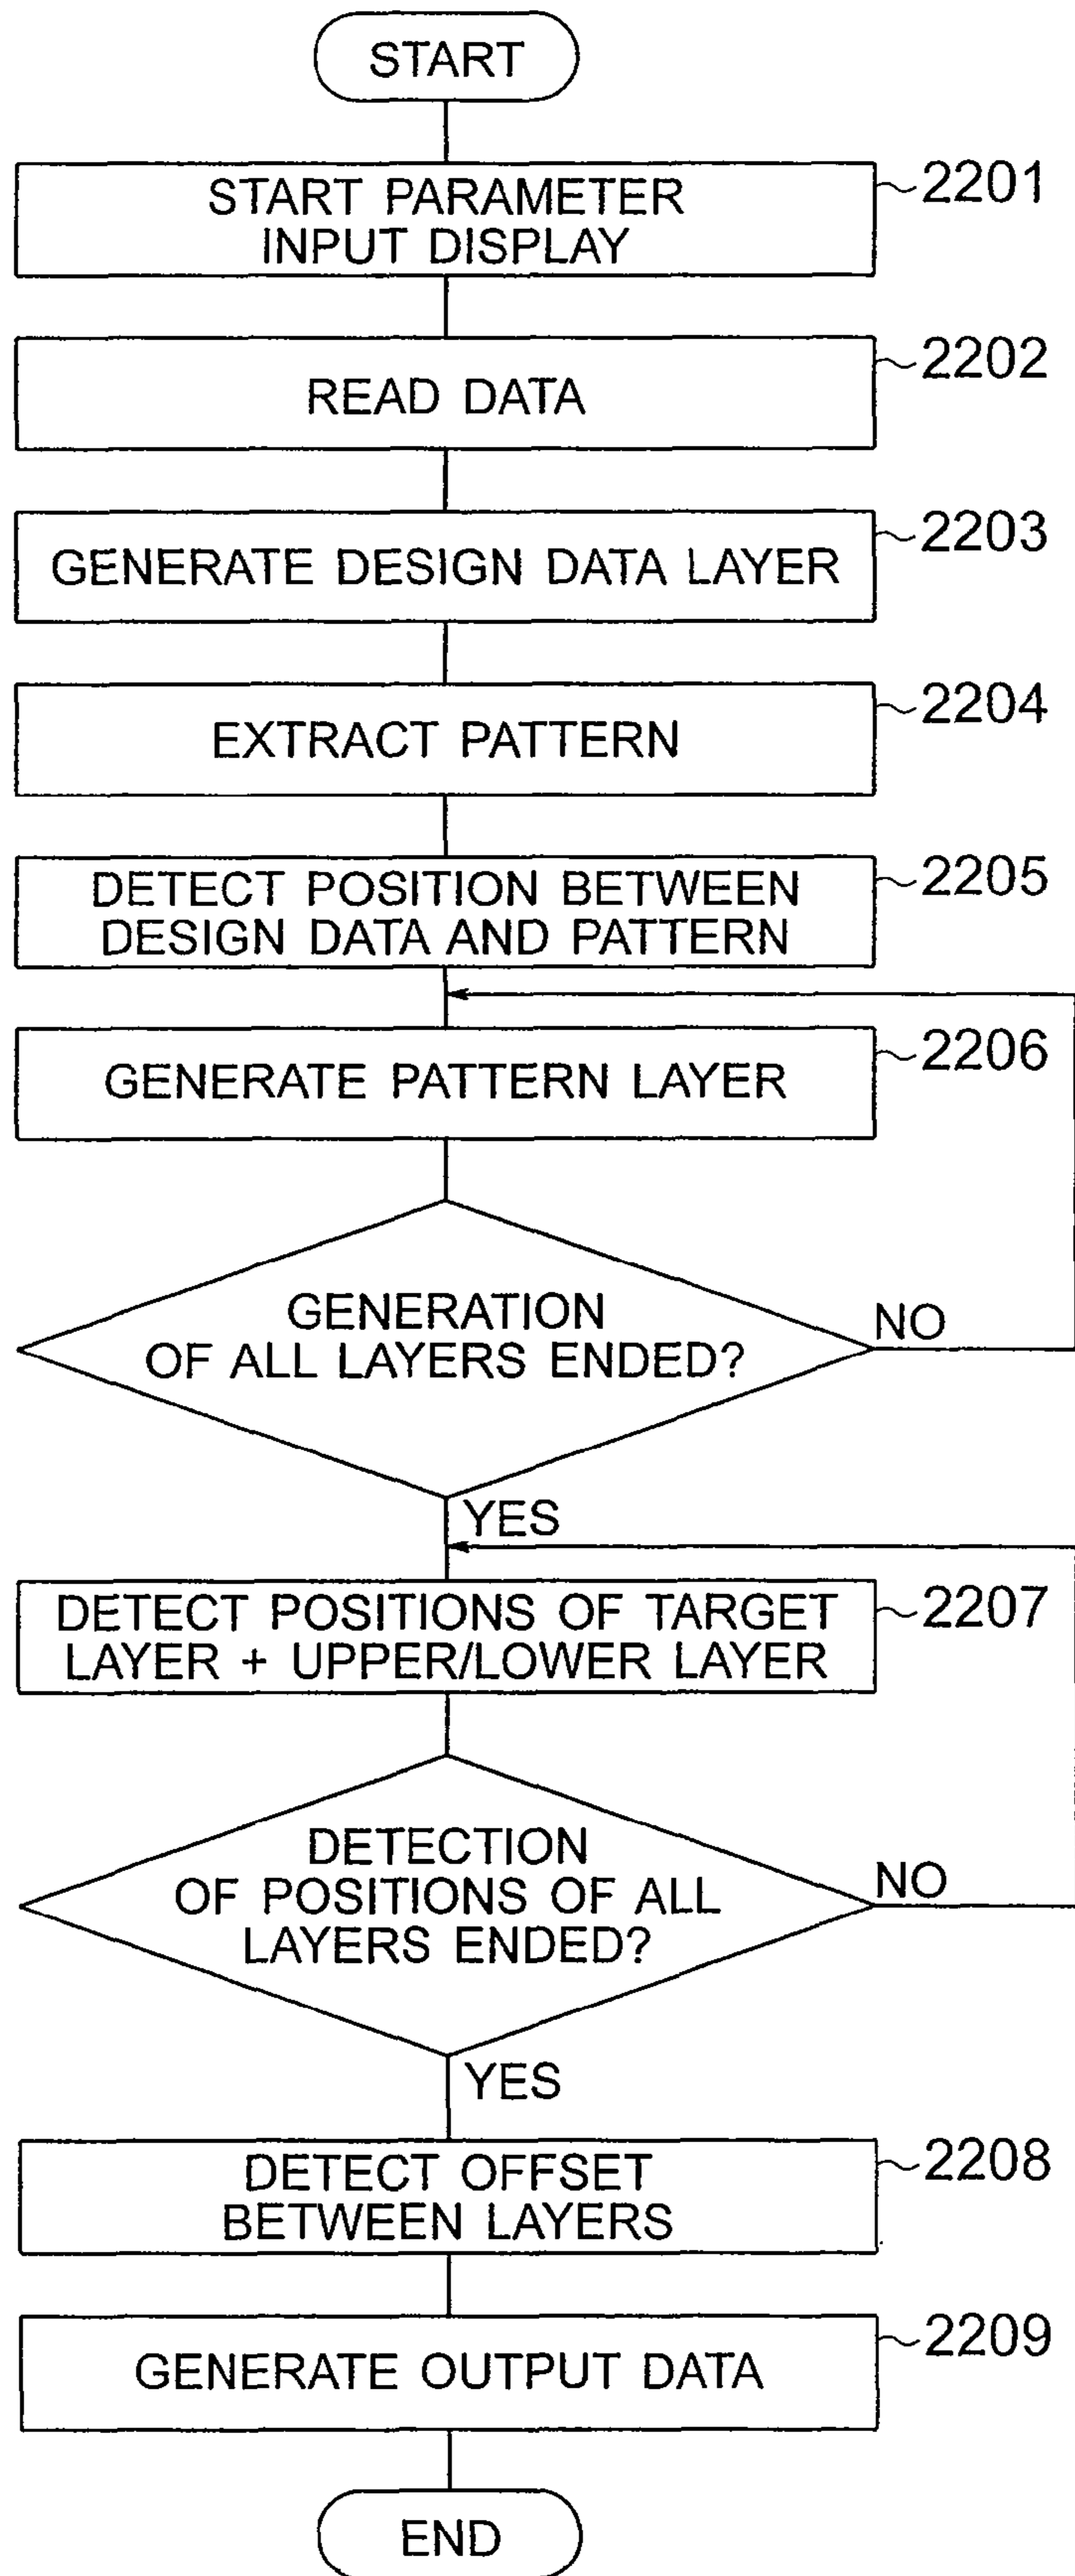 START
START PARAMETER
INPUT DISPLAY
2201
READ DATA
2202
GENERATE DESIGN DATA LAYER
2203
EXTRACT PATTERN
2204
DETECT POSITION BETWEEN
DESIGN DATA AND PATTERN
2205
GENERATE PATTERN LAYER
2206
GENERATION
OF ALL LAYERS ENDED?
NO
YES
DETECT POSITIONS OF TARGET
LAYER + UPPER/LOWER LAYER
2207
DETECTION
OF POSITIONS OF ALL
LAYERS ENDED?
NO
YES
DETECT OFFSET
BETWEEN LAYERS
2208
GENERATE OUTPUT DATA
2209
END